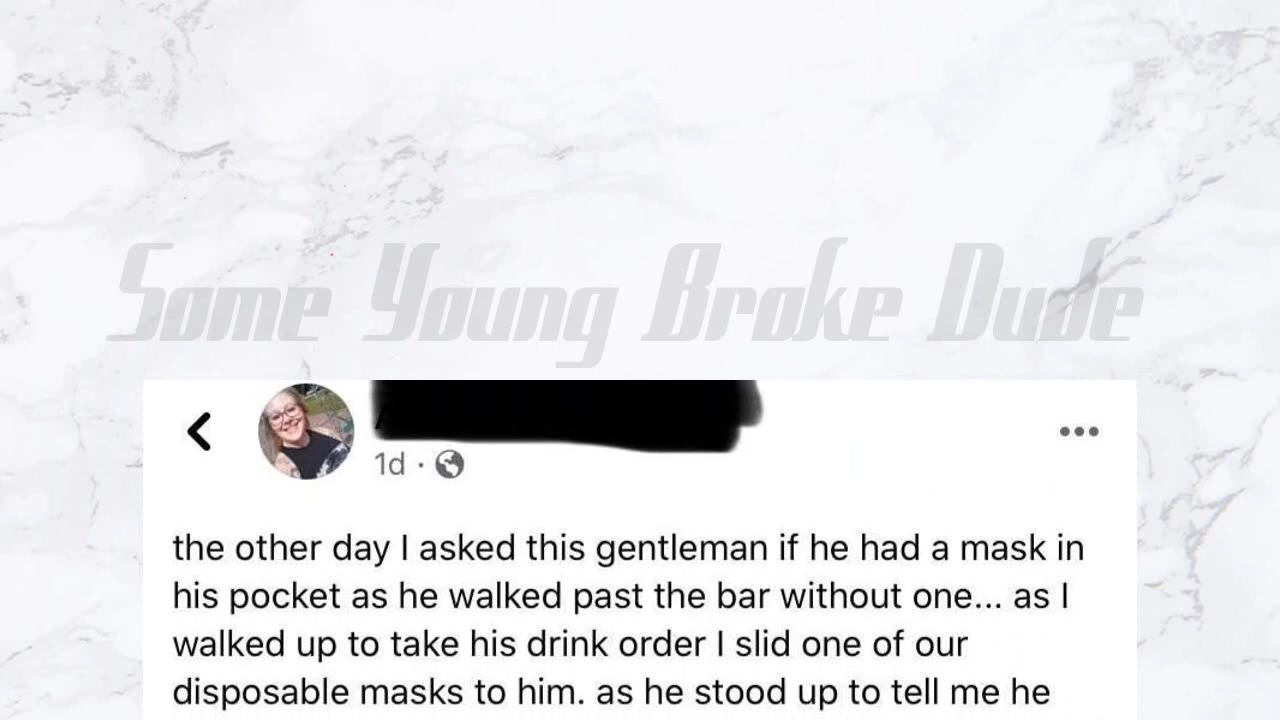 Some Young Broke Dude
1d ·
the other day I asked this gentleman if he had a mask in
his pocket as he walked past the bar without one... as I
walked up to take his drink order I slid one of our
disposable masks to him. as he stood up to tell me he